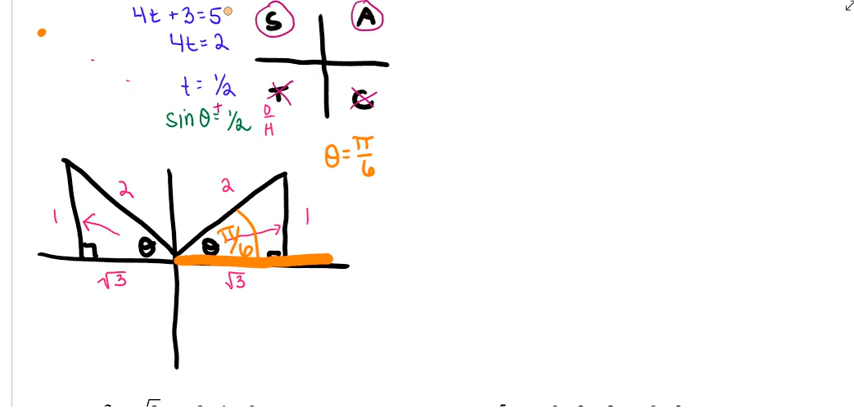 4t + 3 = 5
S A
4t = 2
t = 1/2
T C
sin θ = + 1/2 O/H
θ = π/6
2 2
1 1
θ θ π/6
√3 √3